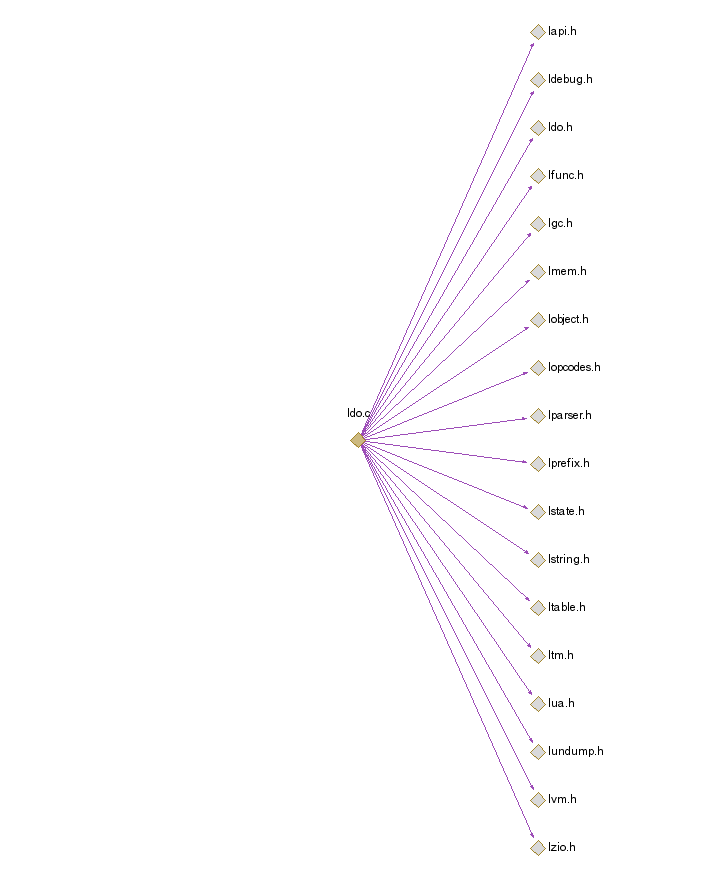 lapi.h
ldebug.h
ldo.h
lfunc.h
lgc.h
lmem.h
lobject.h
lopcodes.h
ldo.c
lparser.h
lprefix.h
lstate.h
lstring.h
ltable.h
ltm.h
lua.h
lundump.h
lvm.h
lzio.h